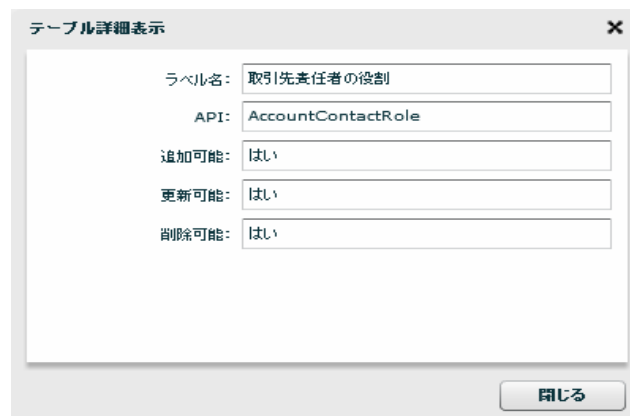 テーブル詳細表示
ラベル名: 取引先責任者の役割
API: AccountContactRole
追加可能: はい
更新可能: はい
削除可能: はい
閉じる